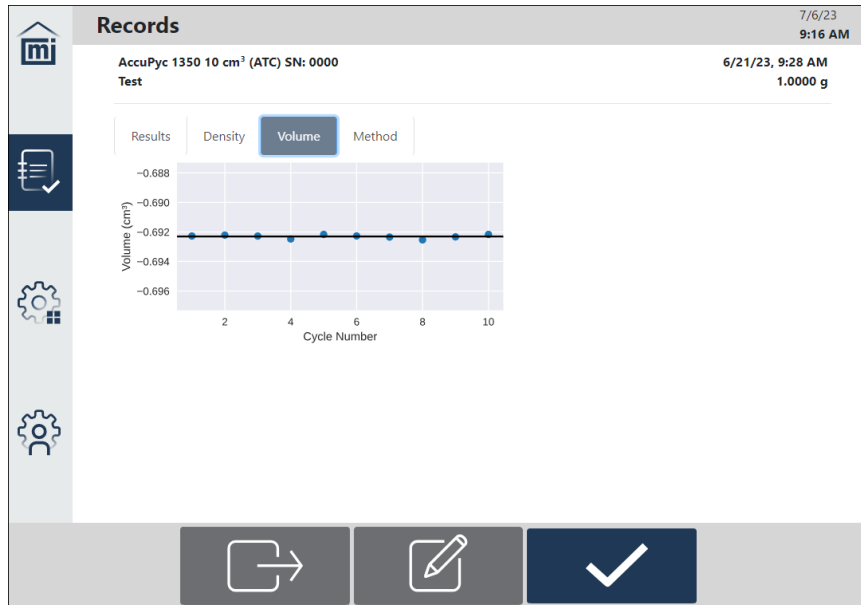 mi
Records
7/6/23
9:16 AM
AccuPyc 1350 10 cm³ (ATC) SN: 0000
6/21/23, 9:28 AM
Test
1.0000 g
Results Density Volume Method
−0.688
−0.690
−0.692
−0.694
−0.696
Volume (cm³)
2 4 6 8 10
Cycle Number